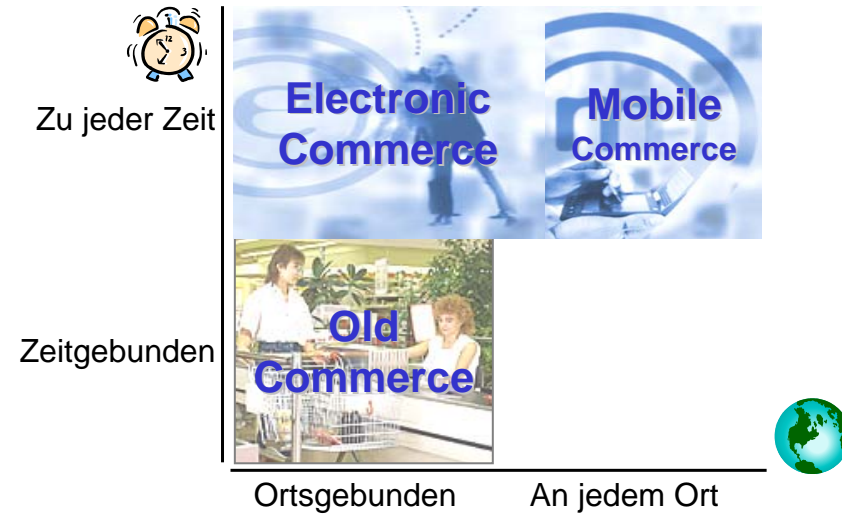 Zu jeder Zeit
Electronic
Commerce
Mobile
Commerce
Zeitgebunden
Old
Commerce
Ortsgebunden
An jedem Ort